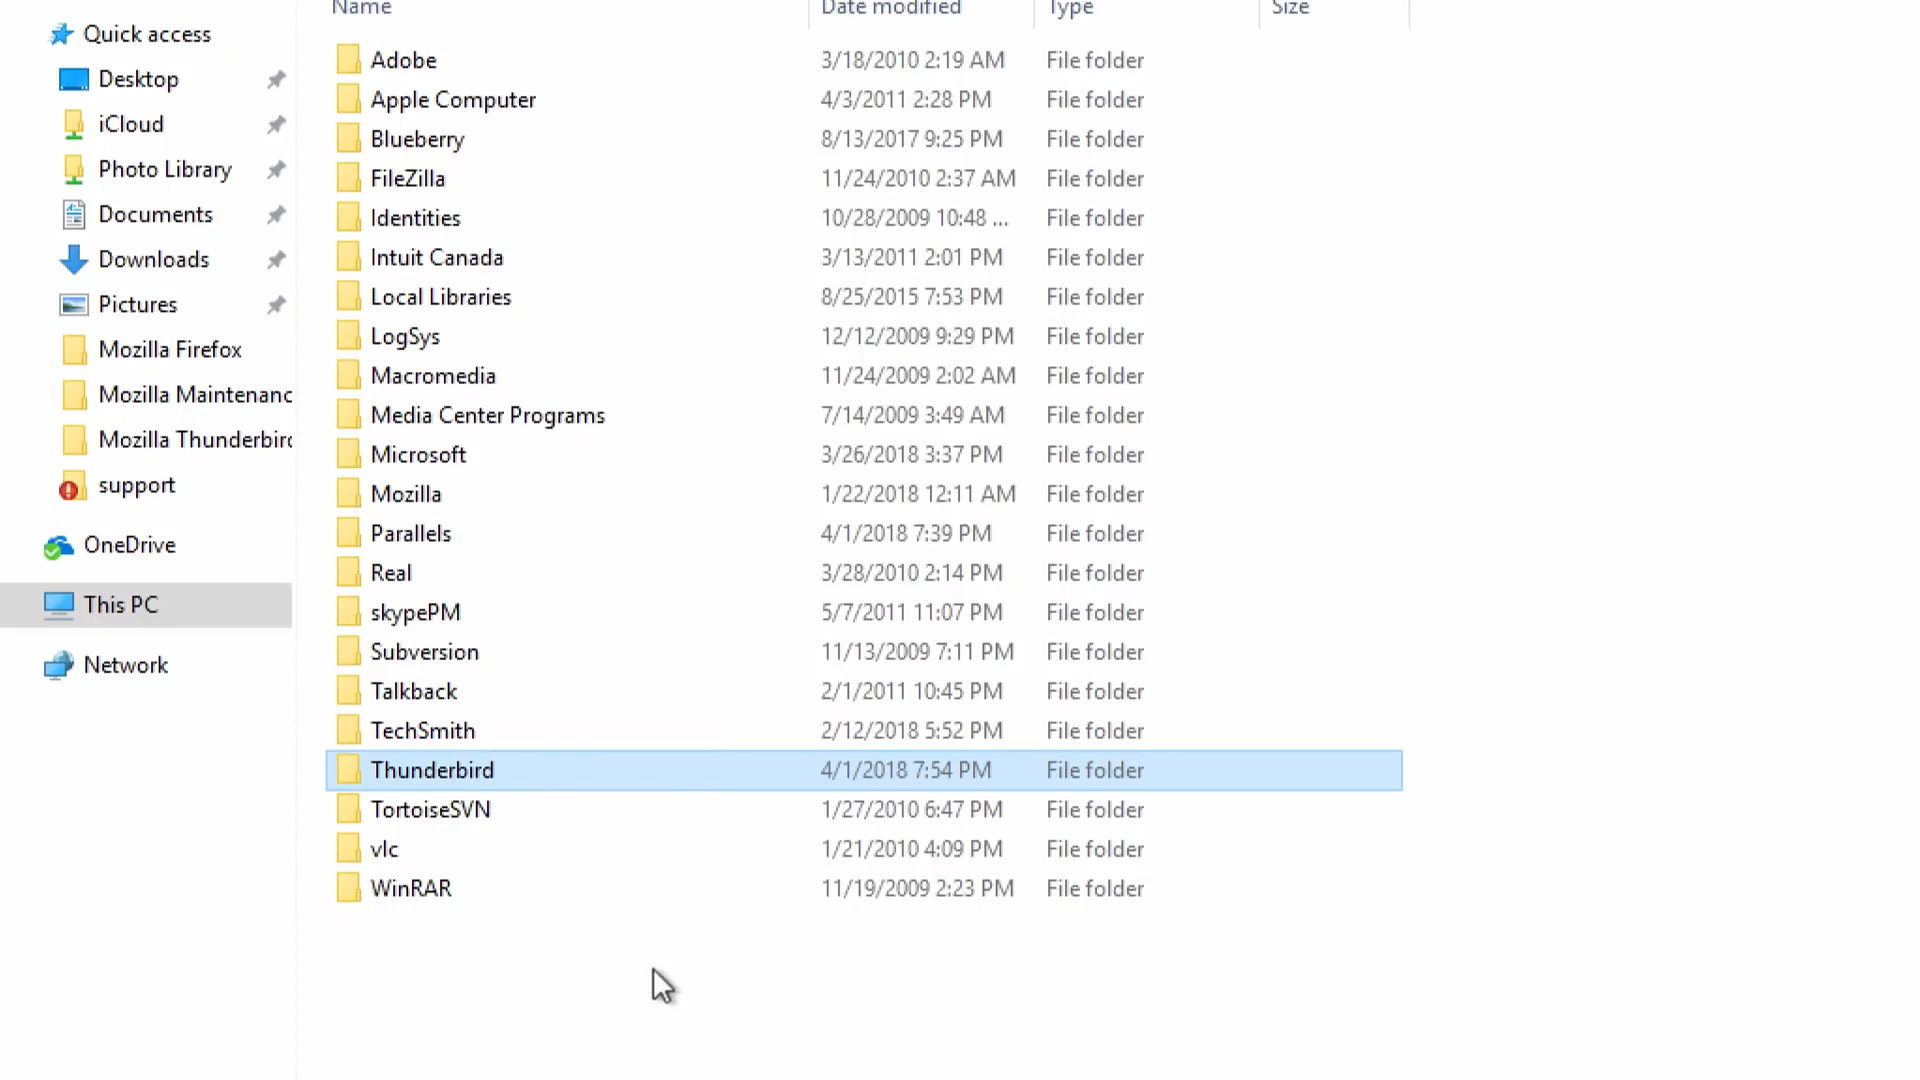 Quick access
Desktop
iCloud
Photo Library
Documents
Downloads
Pictures
Mozilla Firefox
Mozilla Maintenanc
Mozilla Thunderbird
support
OneDrive
This PC
Network
Name Date modified Type Size
Adobe 3/18/2010 2:19 AM File folder
Apple Computer 4/3/2011 2:28 PM File folder
Blueberry 8/13/2017 9:25 PM File folder
FileZilla 11/24/2010 2:37 AM File folder
Identities 10/28/2009 10:48 ... File folder
Intuit Canada 3/13/2011 2:01 PM File folder
Local Libraries 8/25/2015 7:53 PM File folder
LogSys 12/12/2009 9:29 PM File folder
Macromedia 11/24/2009 2:02 AM File folder
Media Center Programs 7/14/2009 3:49 AM File folder
Microsoft 3/26/2018 3:37 PM File folder
Mozilla 1/22/2018 12:11 AM File folder
Parallels 4/1/2018 7:39 PM File folder
Real 3/28/2010 2:14 PM File folder
skypePM 5/7/2011 11:07 PM File folder
Subversion 11/13/2009 7:11 PM File folder
Talkback 2/1/2011 10:45 PM File folder
TechSmith 2/12/2018 5:52 PM File folder
Thunderbird 4/1/2018 7:54 PM File folder
TortoiseSVN 1/27/2010 6:47 PM File folder
vlc 1/21/2010 4:09 PM File folder
WinRAR 11/19/2009 2:23 PM File folder